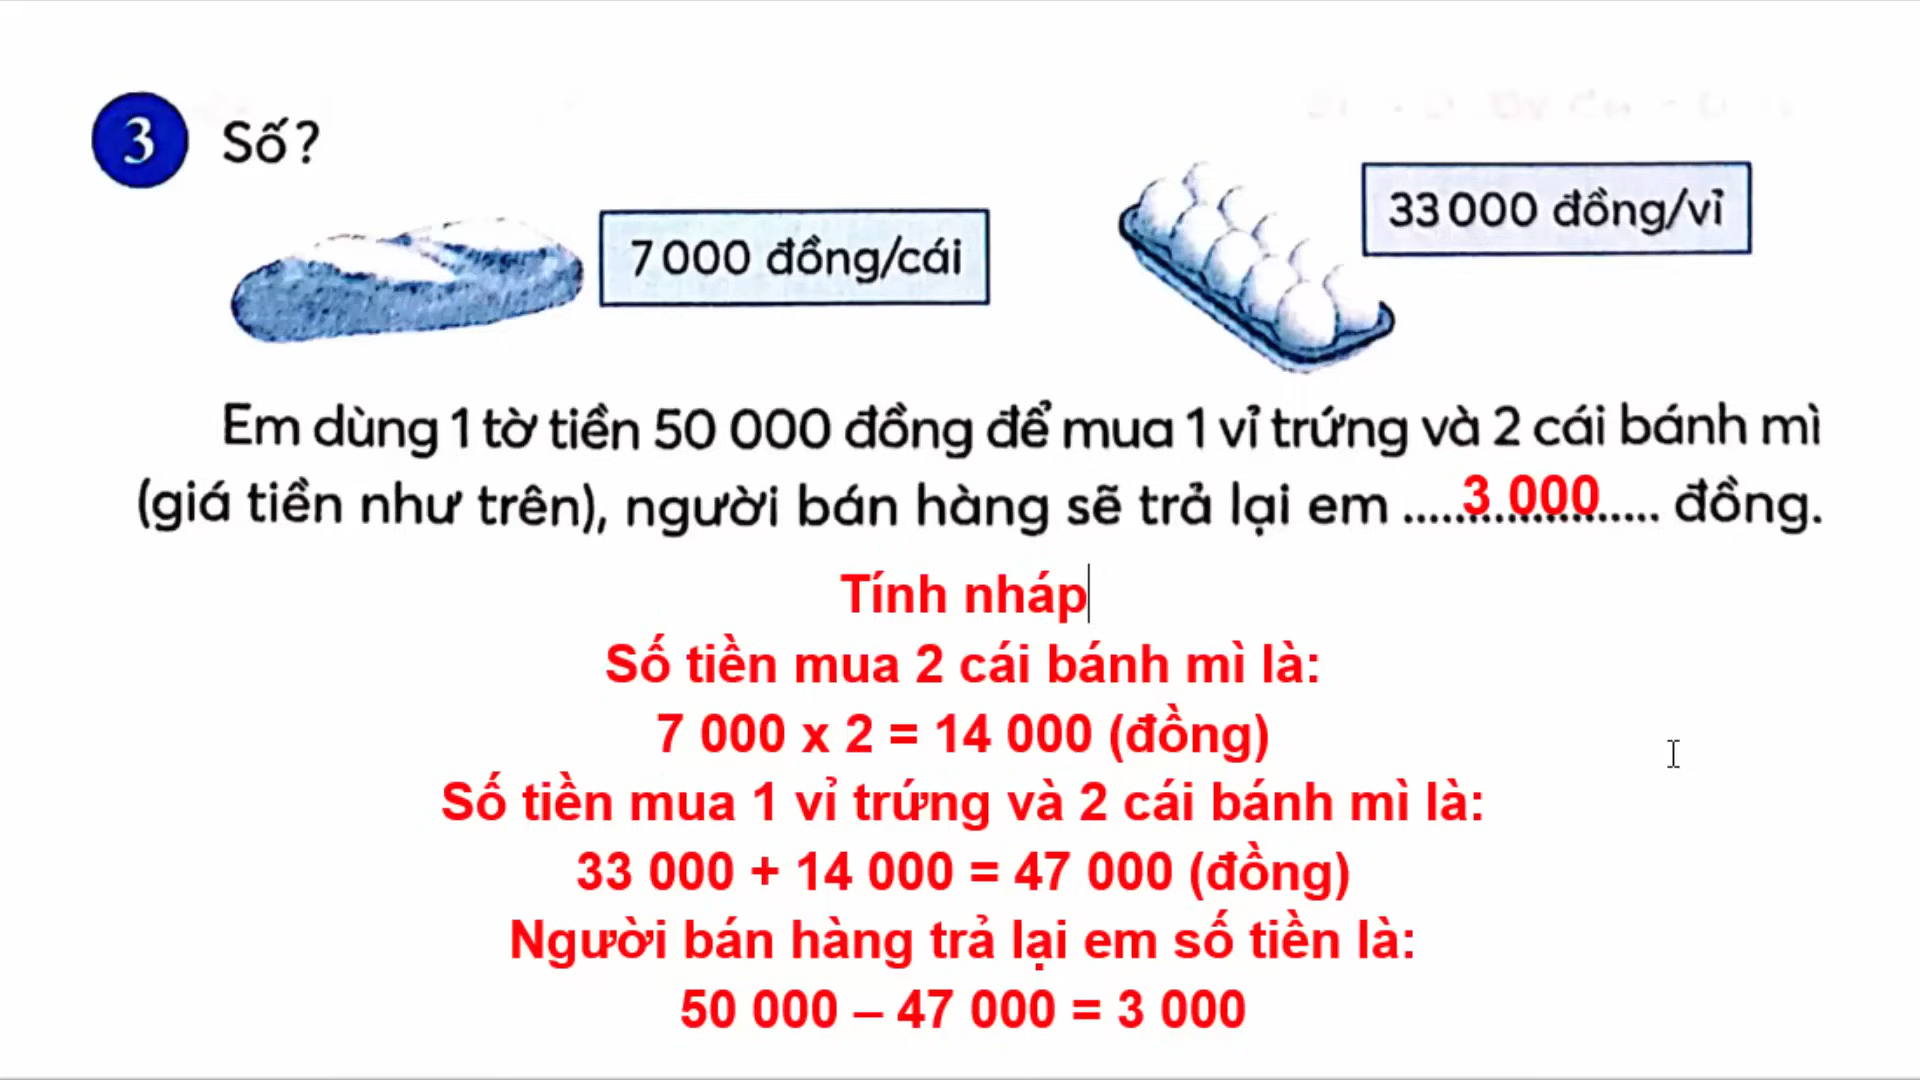 3 Số?
7 000 đồng/cái
33 000 đồng/vỉ
Em dùng 1 tờ tiền 50 000 đồng để mua 1 vỉ trứng và 2 cái bánh mì
(giá tiền như trên), người bán hàng sẽ trả lại em .....3 000..... đồng.
Tính nháp
Số tiền mua 2 cái bánh mì là:
7 000 x 2 = 14 000 (đồng)
Số tiền mua 1 vỉ trứng và 2 cái bánh mì là:
33 000 + 14 000 = 47 000 (đồng)
Người bán hàng trả lại em số tiền là:
50 000 – 47 000 = 3 000